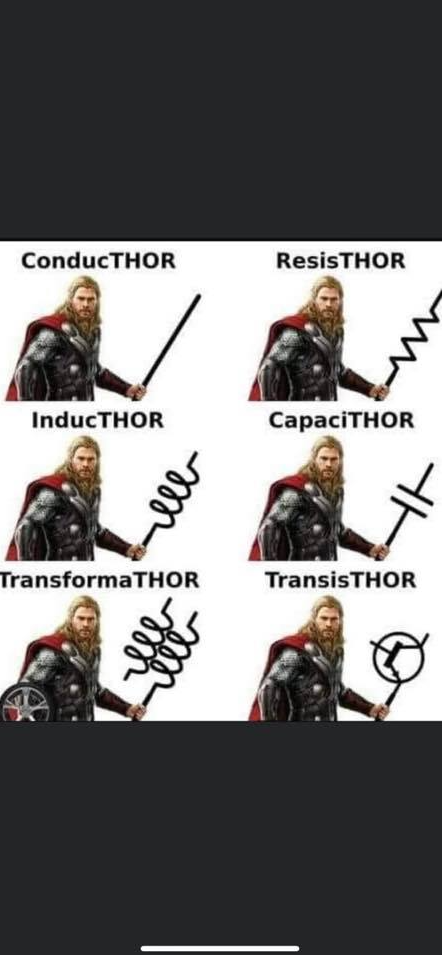 ConducTHOR
ResisTHOR
InducTHOR
CapaciTHOR
TransformaTHOR
TransisTHOR